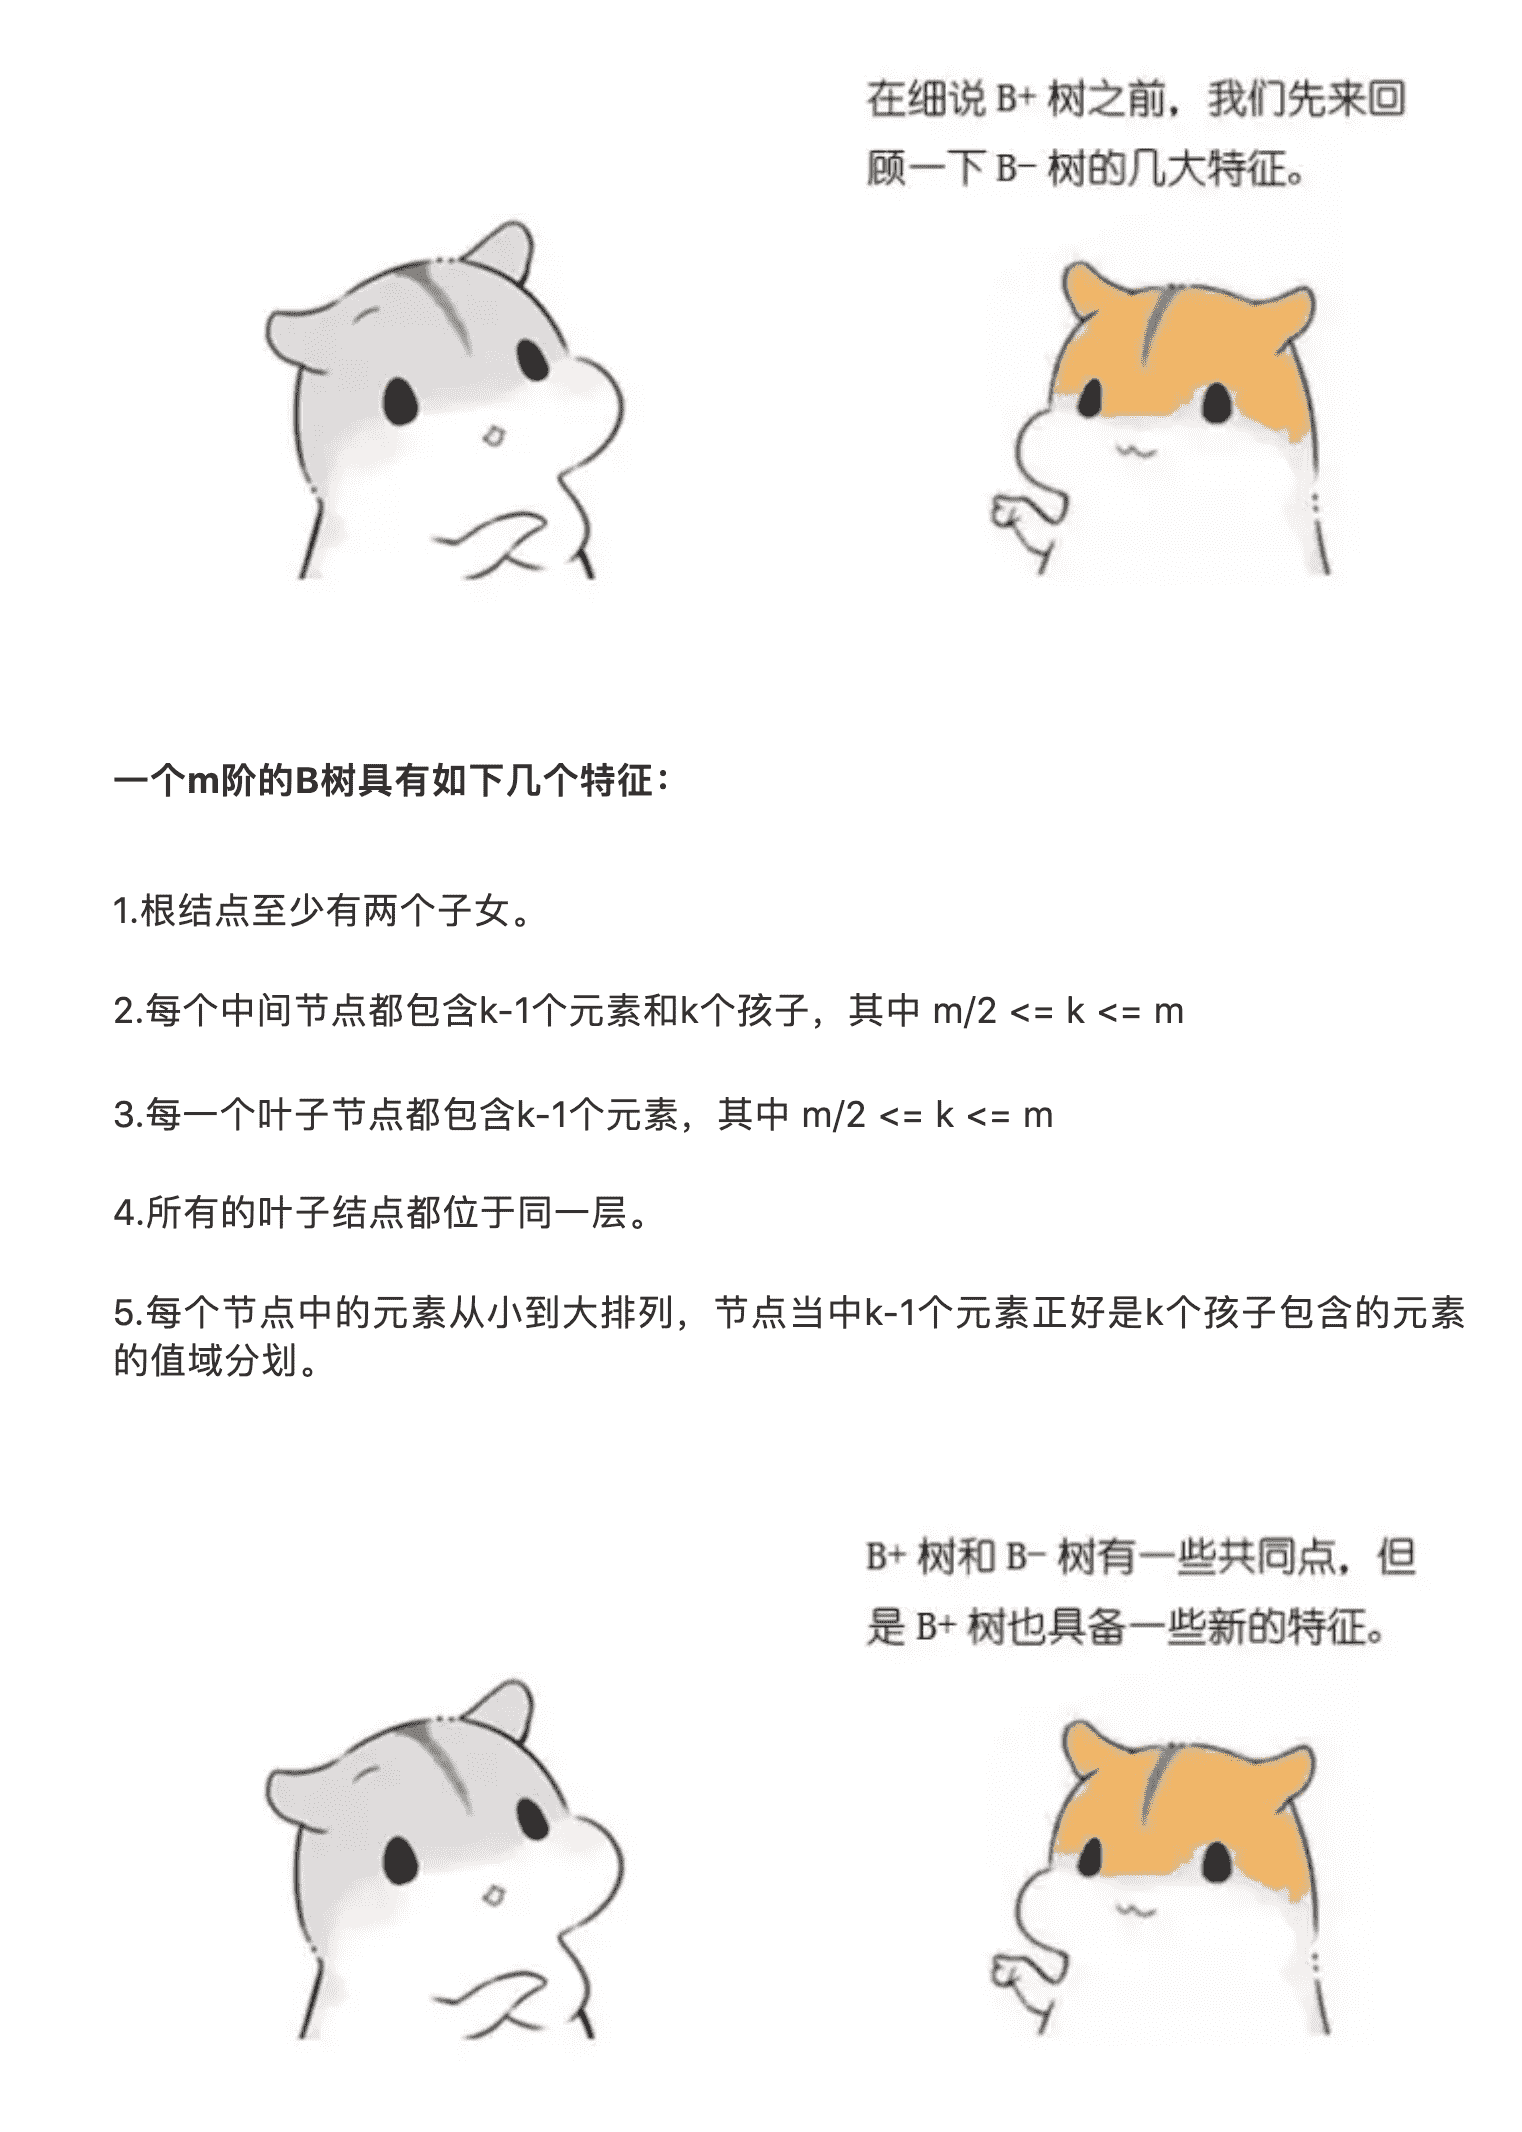 在细说 B+ 树之前，我们先来回
顾一下 B- 树的几大特征。
一个m阶的B树具有如下几个特征：
1.根结点至少有两个子女。
2.每个中间节点都包含k-1个元素和k个孩子，其中 m/2 <= k <= m
3.每一个叶子节点都包含k-1个元素，其中 m/2 <= k <= m
4.所有的叶子结点都位于同一层。
5.每个节点中的元素从小到大排列，节点当中k-1个元素正好是k个孩子包含的元素
的值域分划。
B+ 树和 B- 树有一些共同点，但
是 B+ 树也具备一些新的特征。